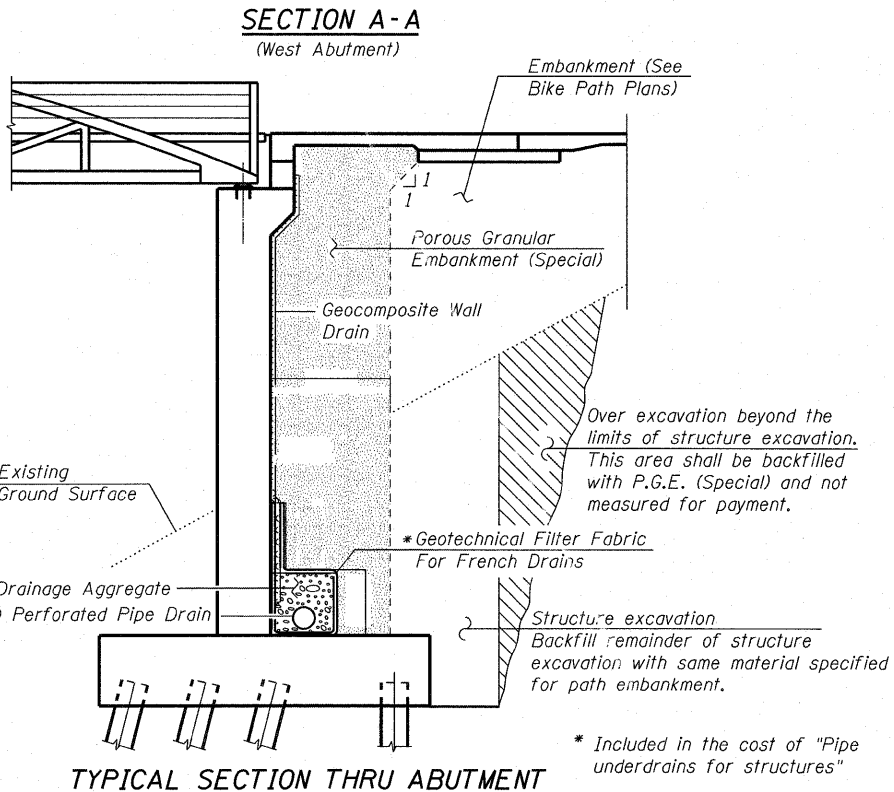 SECTION A-A
(West Abutment)
Embankment (See
Bike Path Plans)
1
1
Porous Granular
Embankment (Special)
Geocomposite Wall
Drain
Over excavation beyond the
limits of structure excavation.
This area shall be backfilled
with P.G.E. (Special) and not
measured for payment.
Existing
Ground Surface
* Geotechnical Filter Fabric
For French Drains
Drainage Aggregate
Perforated Pipe Drain
Structure excavation
Backfill remainder of structure
excavation with same material specified
for path embankment.
* Included in the cost of "Pipe
underdrains for structures"
TYPICAL SECTION THRU ABUTMENT